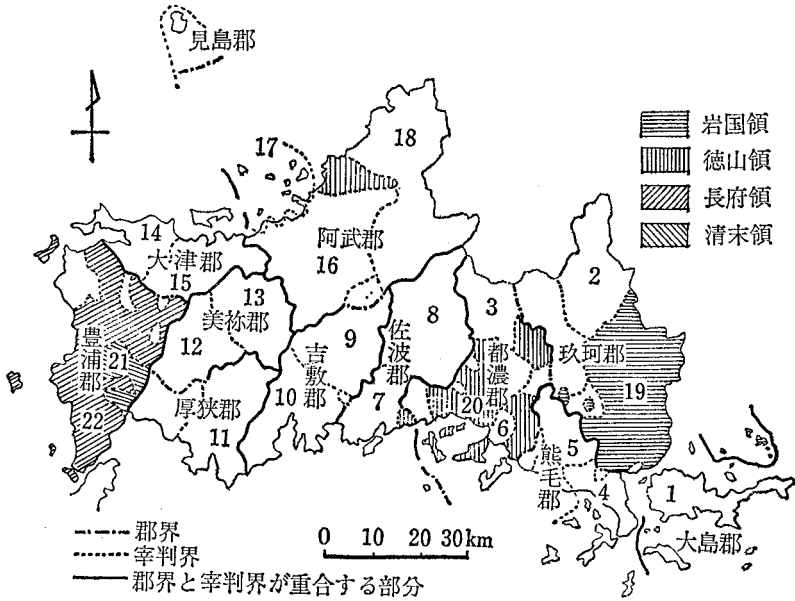 見島郡
17
18
岩国領
徳山領
長府領
清末領
14
大津郡
15
阿武郡
16
2
13
美祢郡
3
8
9
12
佐波郡
吉敷郡
都濃郡
玖珂郡
豊浦郡
21
19
厚狭郡
10
7
20
22
11
6
5
熊毛郡
4
1
大島郡
郡界
宰判界
郡界と宰判界が重合する部分
0 10 20 30km